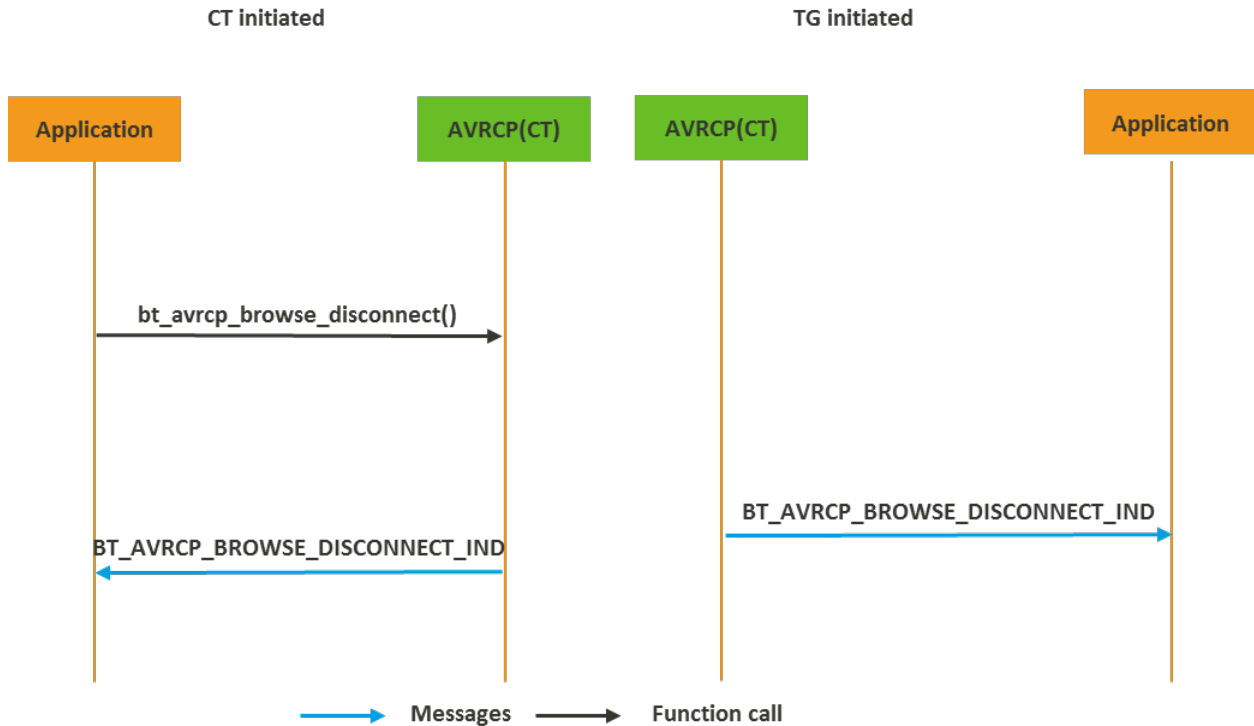 CT initiated
TG initiated
Application
AVRCP(CT)
AVRCP(CT)
Application
bt_avrcp_browse_disconnect()
BT_AVRCP_BROWSE_DISCONNECT_IND
BT_AVRCP_BROWSE_DISCONNECT_IND
Messages
Function call